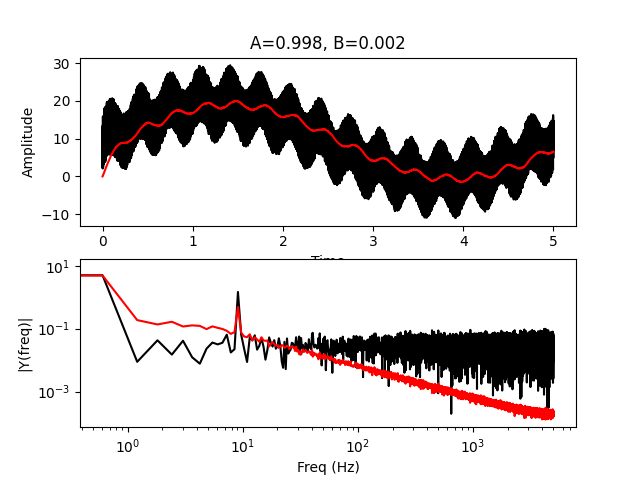 A=0.998, B=0.002
30
20
10
0
−10
Amplitude
0 1 2 3 4 5
10¹
10⁻¹
10⁻³
|Y(freq)|
10⁰ 10¹ 10² 10³
Freq (Hz)